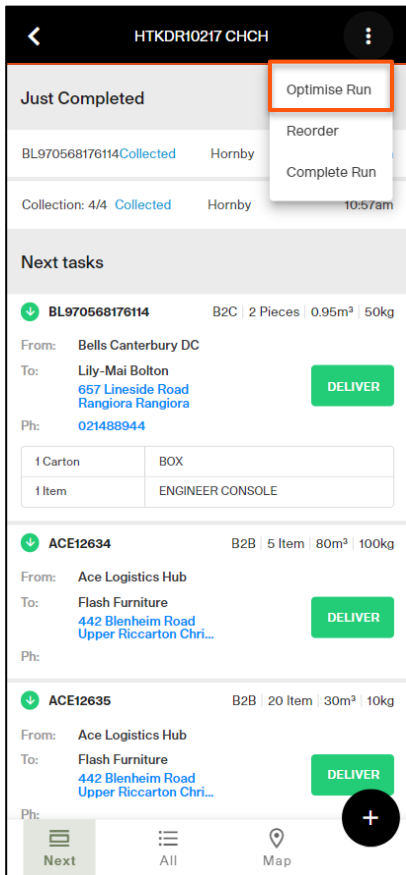 HTKDR10217 CHCH
Optimise Run
Reorder
Complete Run
Just Completed
BL970568176114Collected Hornby
Collection: 4/4 Collected Hornby 10:57am
Next tasks
BL970568176114 B2C | 2 Pieces | 0.95m³ | 50kg
From: Bells Canterbury DC
To: Lily-Mai Bolton
657 Lineside Road
Rangiora Rangiora
DELIVER
Ph: 021488944
1 Carton BOX
1 Item ENGINEER CONSOLE
ACE12634 B2B | 5 Item | 80m³ | 100kg
From: Ace Logistics Hub
To: Flash Furniture
442 Blenheim Road
Upper Riccarton Chri...
DELIVER
Ph:
ACE12635 B2B | 20 Item | 30m³ | 10kg
From: Ace Logistics Hub
To: Flash Furniture
442 Blenheim Road
Upper Riccarton Chri...
DELIVER
Ph:
+
Next All Map